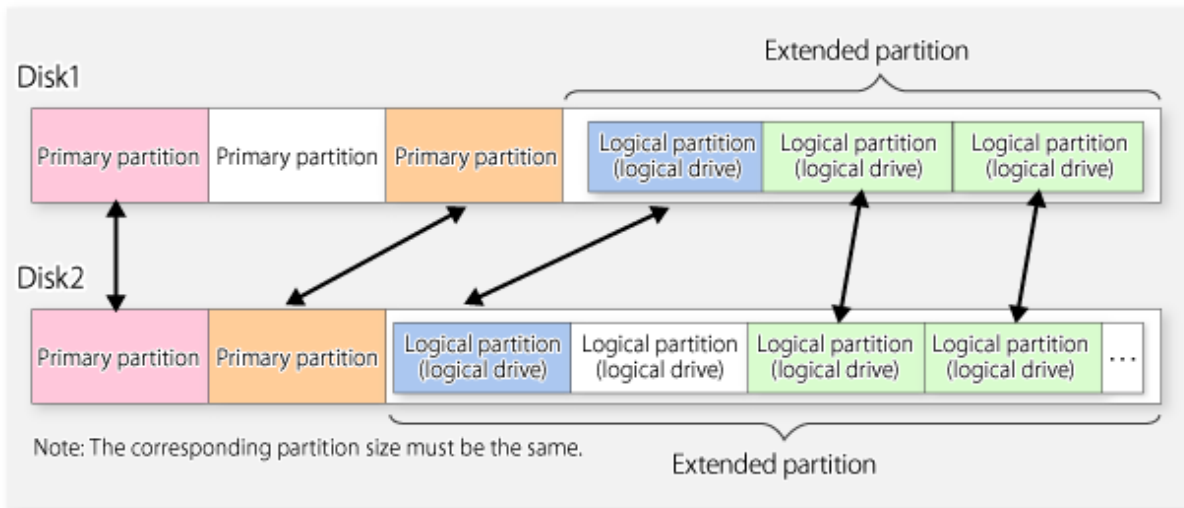 Extended partition
Disk1
Primary partition
Primary partition
Primary partition
Logical partition
(logical drive)
Logical partition
(logical drive)
Logical partition
(logical drive)
Disk2
Primary partition
Primary partition
Logical partition
(logical drive)
Logical partition
(logical drive)
Logical partition
(logical drive)
Logical partition
(logical drive)
...
Note: The corresponding partition size must be the same.
Extended partition